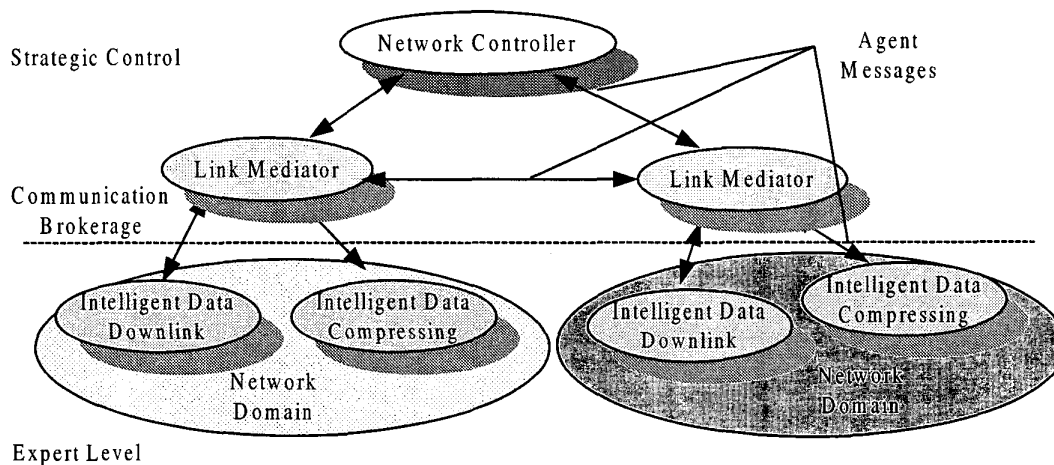 Network Controller
Strategic Control
Agent
Messages
Link Mediator
Link Mediator
Communication
Brokerage
Intelligent Data
Downlink
Intelligent Data
Compressing
Intelligent Data
Downlink
Intelligent Data
Compressing
Network
Domain
Network
Domain
Expert Level